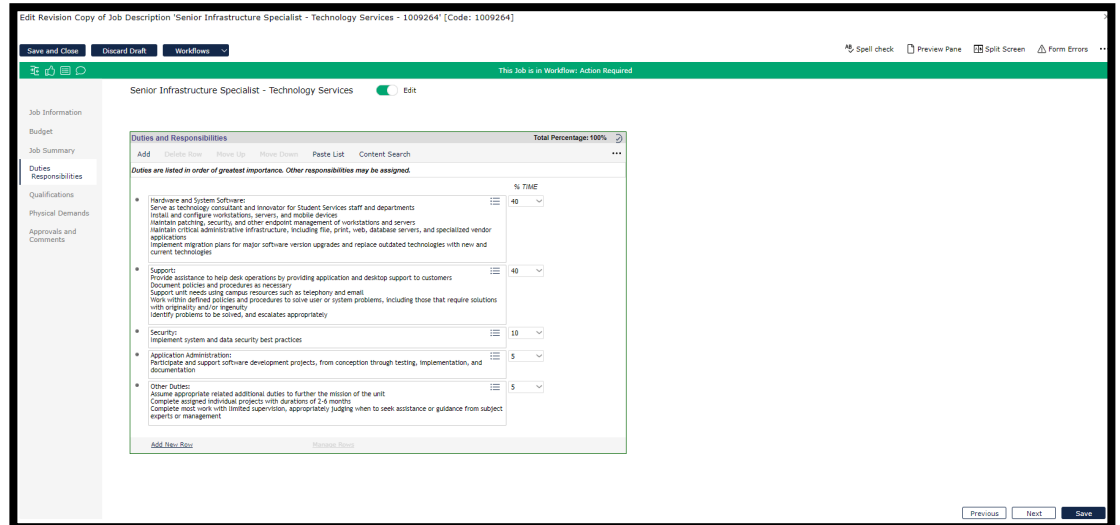 Edit Revision Copy of Job Description 'Senior Infrastructure Specialist - Technology Services - 1009264' [Code: 1009264]
Save and Close
Discard Draft
Workflows
Spell check
Preview Pane
Split Screen
Form Errors
This Job is in Workflow: Action Required
Senior Infrastructure Specialist - Technology Services
Edit
Job Information
Budget
Job Summary
Duties
Responsibilities
Qualifications
Physical Demands
Approvals and
Comments
Duties and Responsibilities
Total Percentage: 100%
Add
Delete Row
Move Up
Move Down
Paste List
Content Search
Duties are listed in order of greatest importance. Other responsibilities may be assigned.
% TIME
Hardware and System Software:
Serve as technology consultant and innovator for Student Services staff and departments
Install and configure workstations, servers, and mobile devices
Maintain patching, security, and other endpoint management of workstations and servers
Maintain critical administrative infrastructure, including file, print, web, database servers, and specialized vendor
applications
Implement migration plans for major software version upgrades and replace outdated technologies with new and
current technologies
40
Support:
Provide assistance to help desk operations by providing application and desktop support to customers
Document policies and procedures as necessary
Support unit needs using campus resources such as telephony and email
Work within defined policies and procedures to solve user or system problems, including those that require solutions
with originality and/or ingenuity
Identify problems to be solved, and escalates appropriately
40
Security:
Implement system and data security best practices
10
Application Administration:
Participate and support software development projects, from conception through testing, implementation, and
documentation
5
Other Duties:
Assume appropriate related additional duties to further the mission of the unit
Complete assigned individual projects with durations of 2-6 months
Complete most work with limited supervision, appropriately judging when to seek assistance or guidance from subject
experts or management
5
Add New Row
Manage Rows
Previous
Next
Save